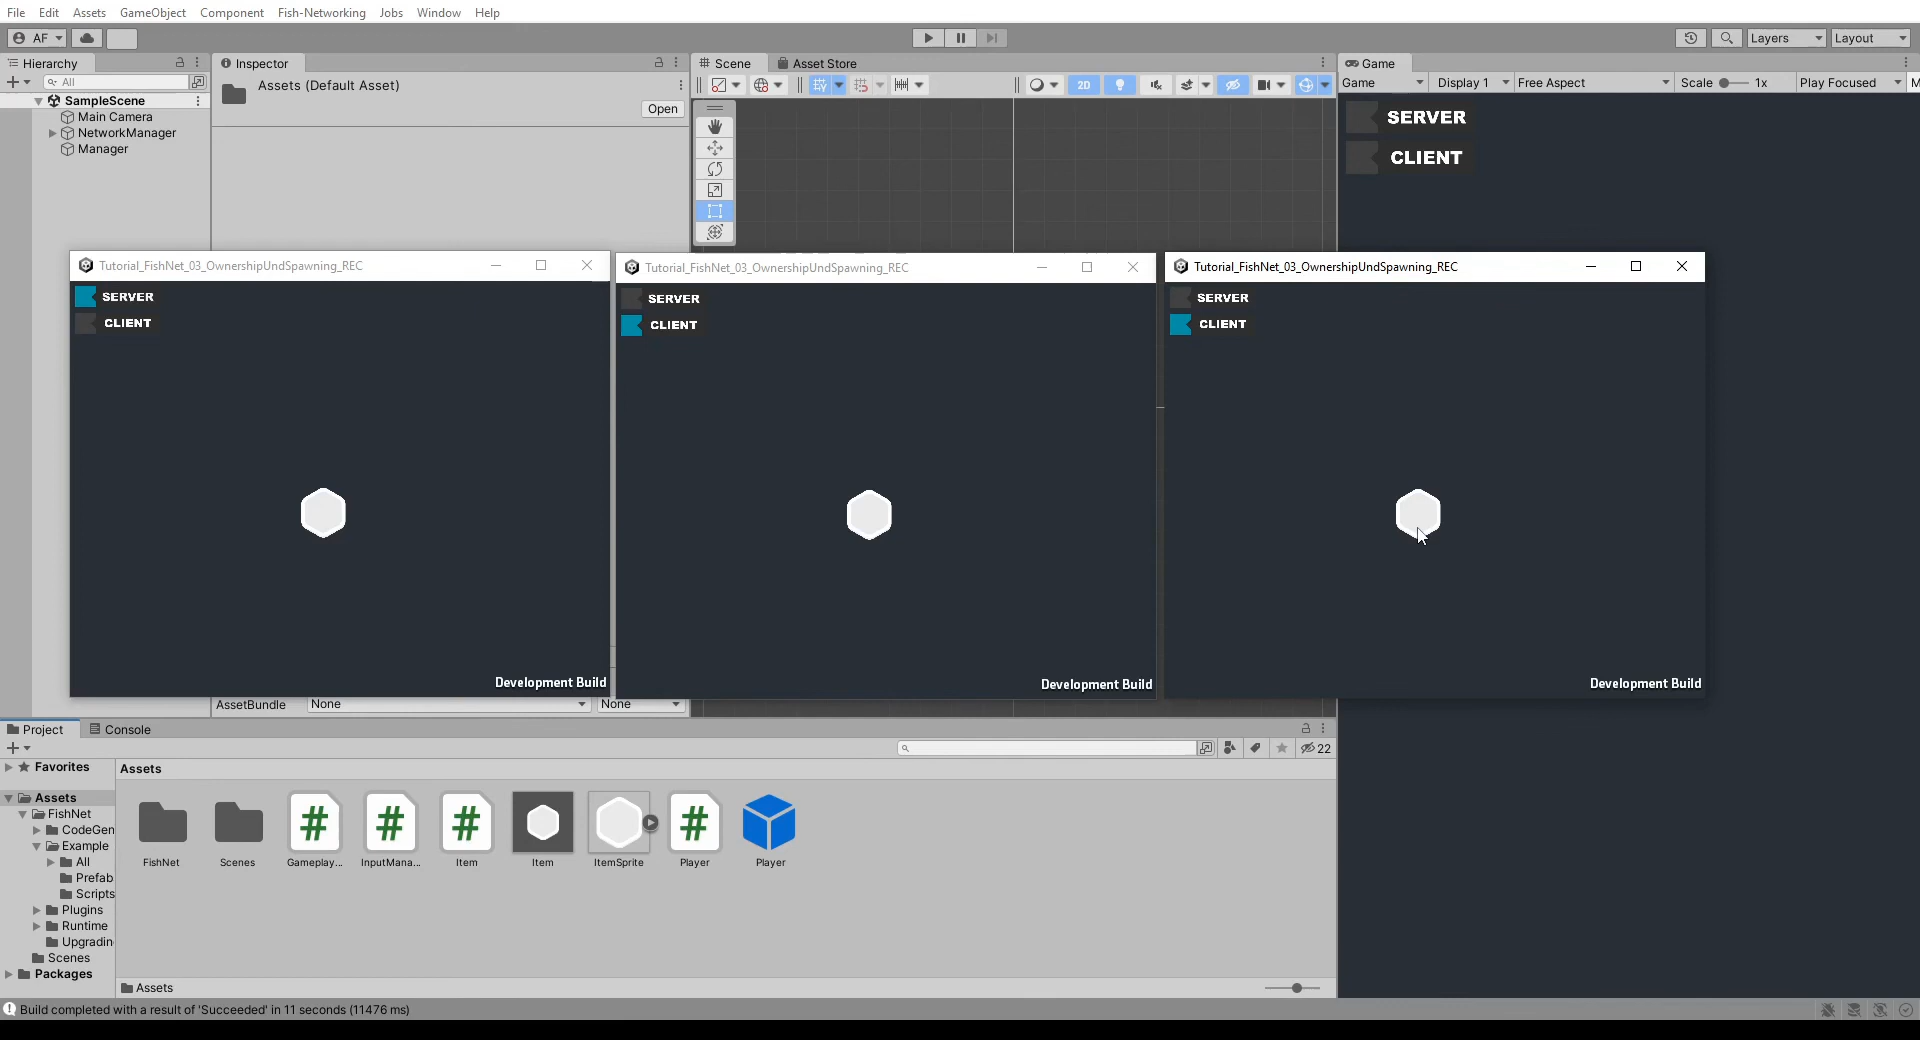 File Edit Assets GameObject Component Fish-Networking Jobs Window Help
AF Layers Layout
Hierarchy Inspector Scene Asset Store Game
All Assets (Default Asset) 2D Game Display 1 Free Aspect Scale 1x Play Focused M
Open
SampleScene
Main Camera
NetworkManager
Manager
SERVER
CLIENT
Tutorial_FishNet_03_OwnershipUndSpawning_REC
SERVER
CLIENT
Development Build
Tutorial_FishNet_03_OwnershipUndSpawning_REC
SERVER
CLIENT
Development Build
Tutorial_FishNet_03_OwnershipUndSpawning_REC
SERVER
CLIENT
Development Build
AssetBundle None None
Project Console
22
Favorites
Assets
FishNet
CodeGen
Example
All
Prefab
Scripts
Plugins
Runtime
Upgradin
Scenes
Packages
Assets
FishNet Scenes Gameplay... InputMana... Item Item ItemSprite Player Player
Assets
Build completed with a result of 'Succeeded' in 11 seconds (11476 ms)